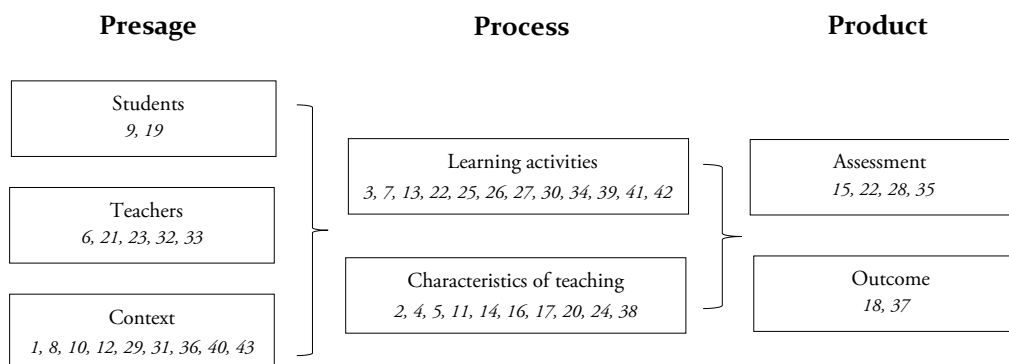 Presage
Process
Product
Students
9, 19
Teachers
6, 21, 23, 32, 33
Context
1, 8, 10, 12, 29, 31, 36, 40, 43
Learning activities
3, 7, 13, 22, 25, 26, 27, 30, 34, 39, 41, 42
Characteristics of teaching
2, 4, 5, 11, 14, 16, 17, 20, 24, 38
Assessment
15, 22, 28, 35
Outcome
18, 37